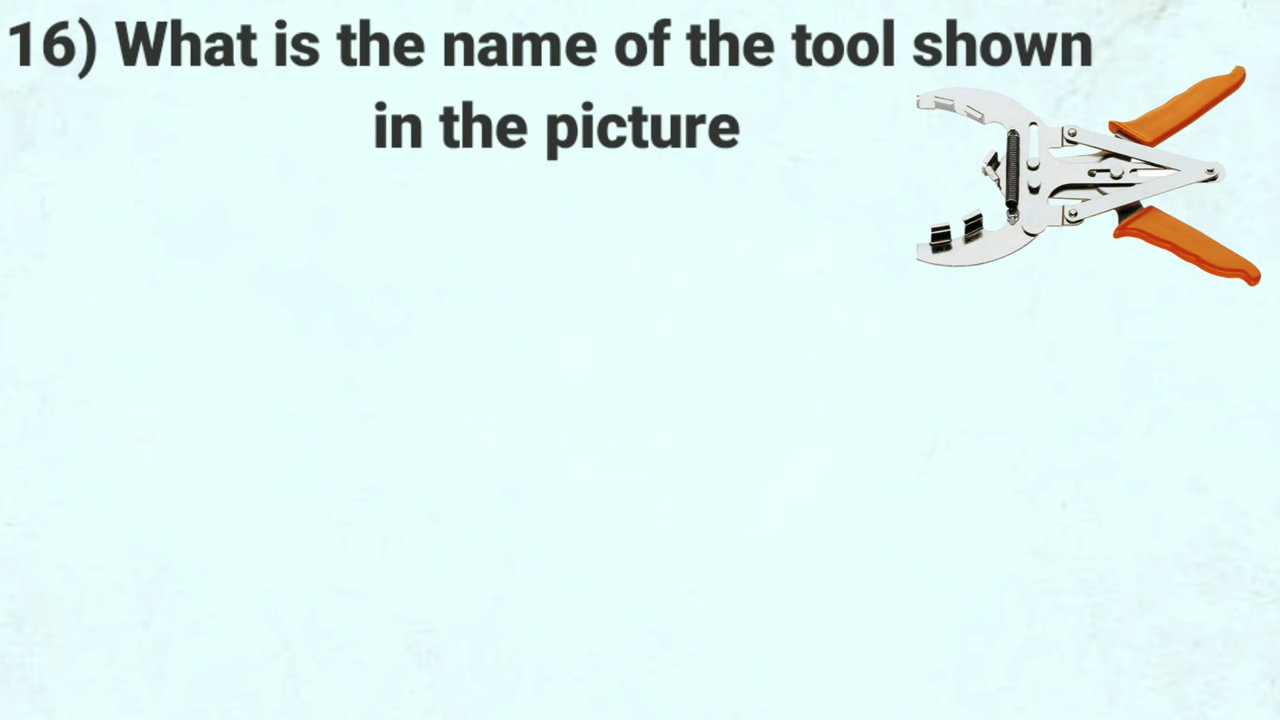 16) What is the name of the tool shown
in the picture